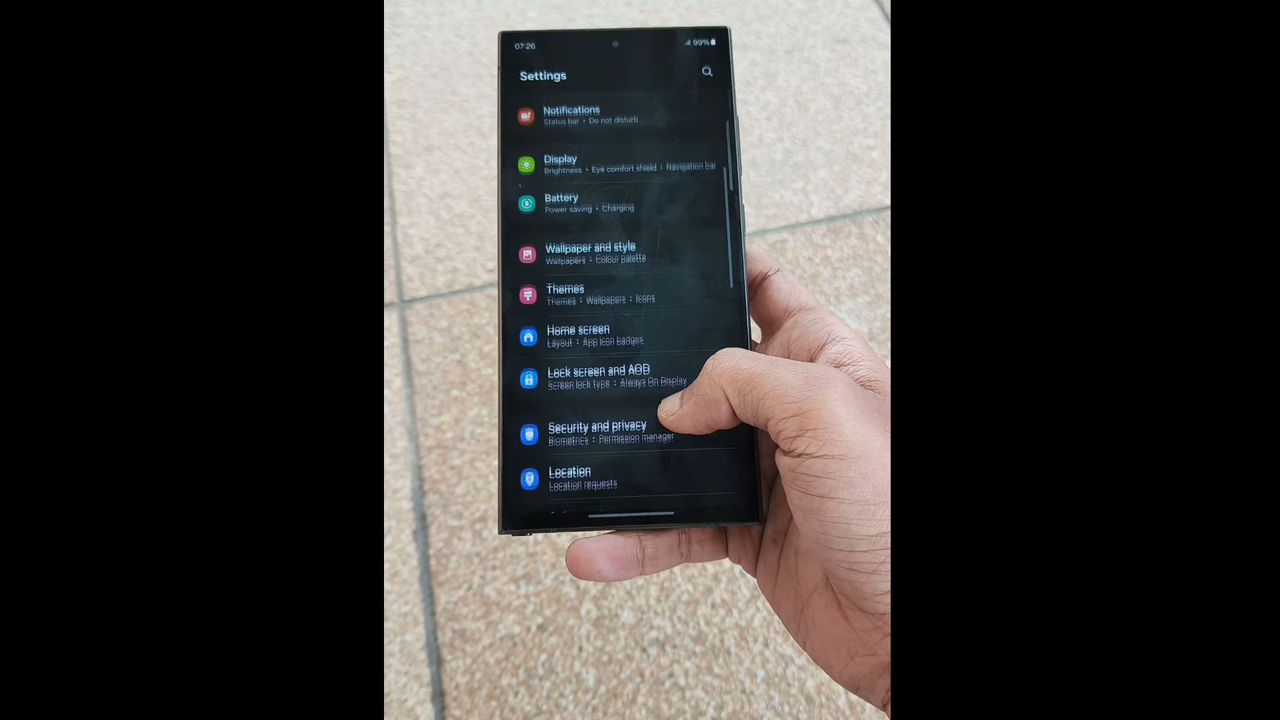 07:26 99%
Settings
Notifications
Status bar • Do not disturb
Display
Brightness • Eye comfort shield • Navigation bar
Battery
Power saving • Charging
Wallpaper and style
Wallpapers • Colour palette
Themes
Themes • Wallpapers • Icons
Home screen
Layout • App icon badges
Lock screen and AOD
Screen lock type • Always On Display
Security and privacy
Biometrics • Permission manager
Location
Location requests